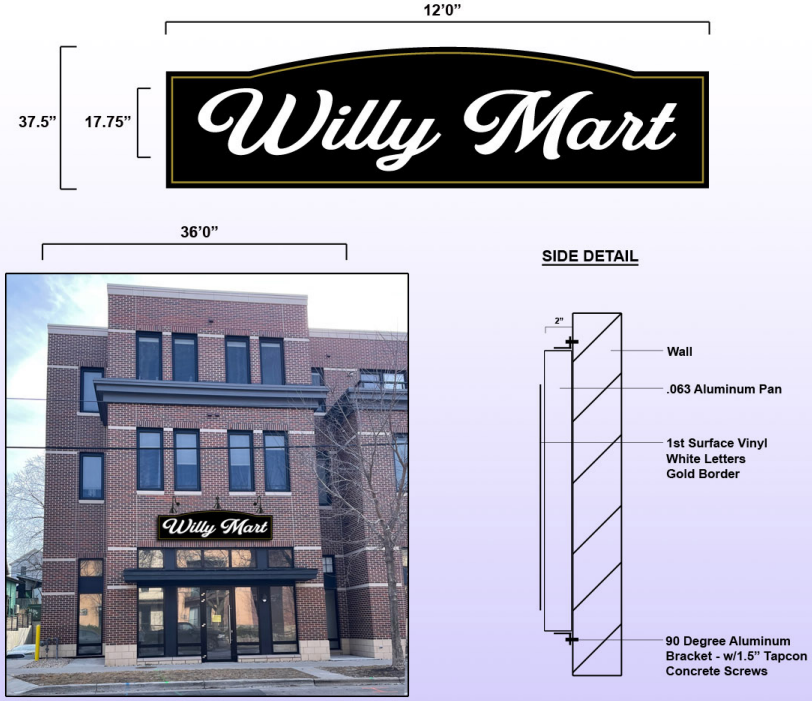 12’0”
37.5”
17.75”
Willy Mart
36’0”
SIDE DETAIL
Willy Mart
2”
Wall
.063 Aluminum Pan
1st Surface Vinyl
White Letters
Gold Border
90 Degree Aluminum
Bracket - w/1.5” Tapcon
Concrete Screws